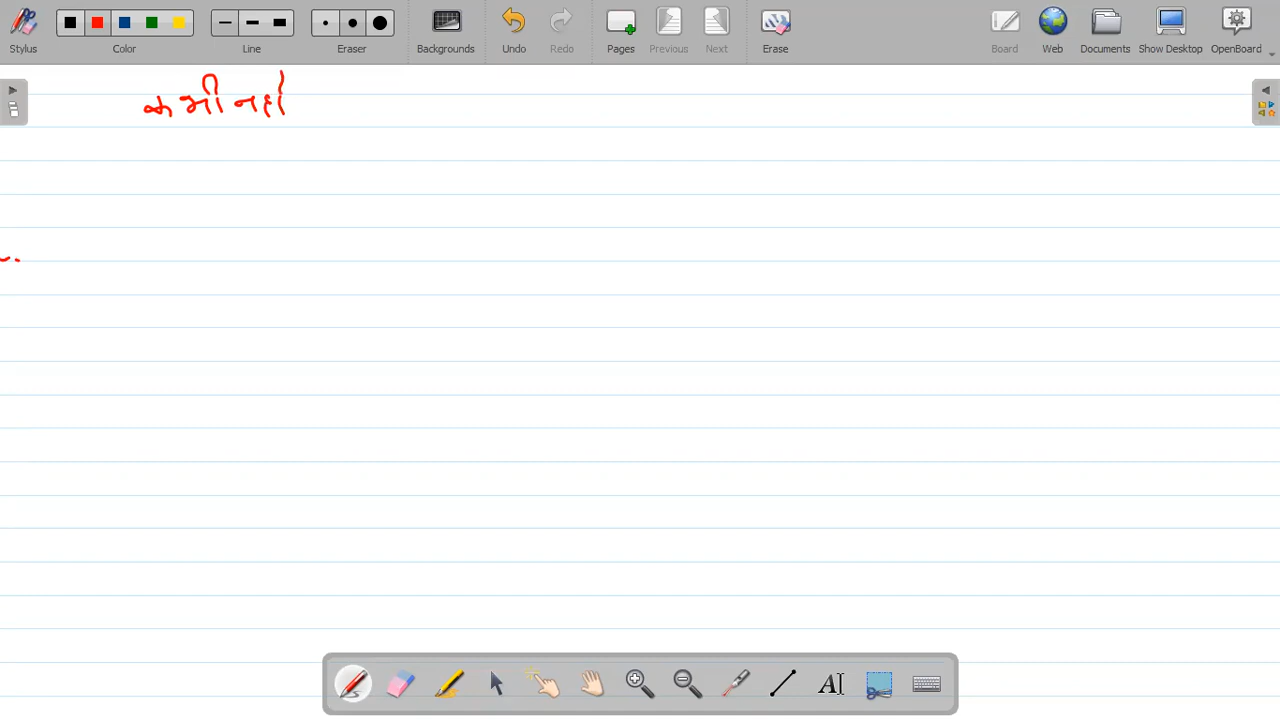 Stylus Color Line Eraser Backgrounds Undo Redo Pages Previous Next Erase Board Web Documents Show Desktop OpenBoard
कभी नहीं